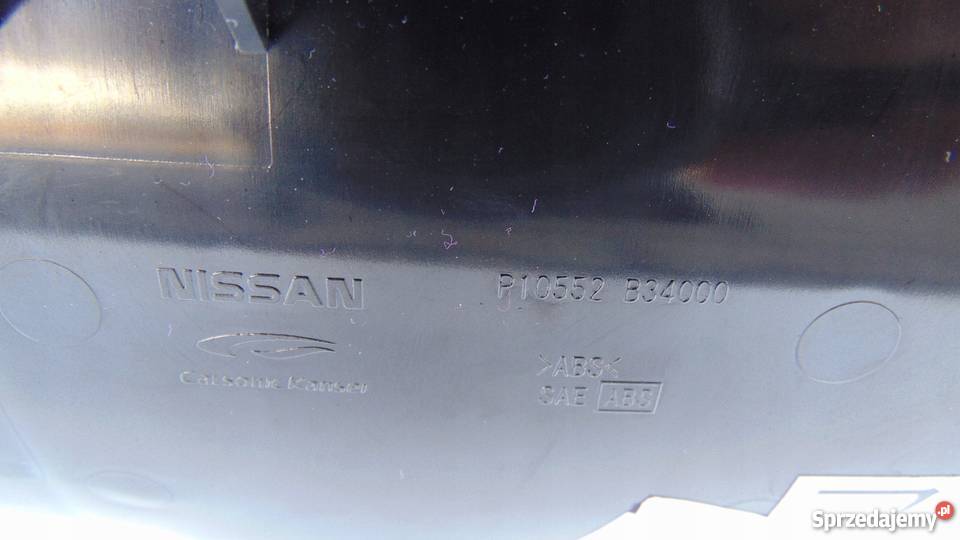 NISSAN
P10552 B34000
Calsonic Kansei
>ABS<
SAE ABS
Sprzedajemy.pl